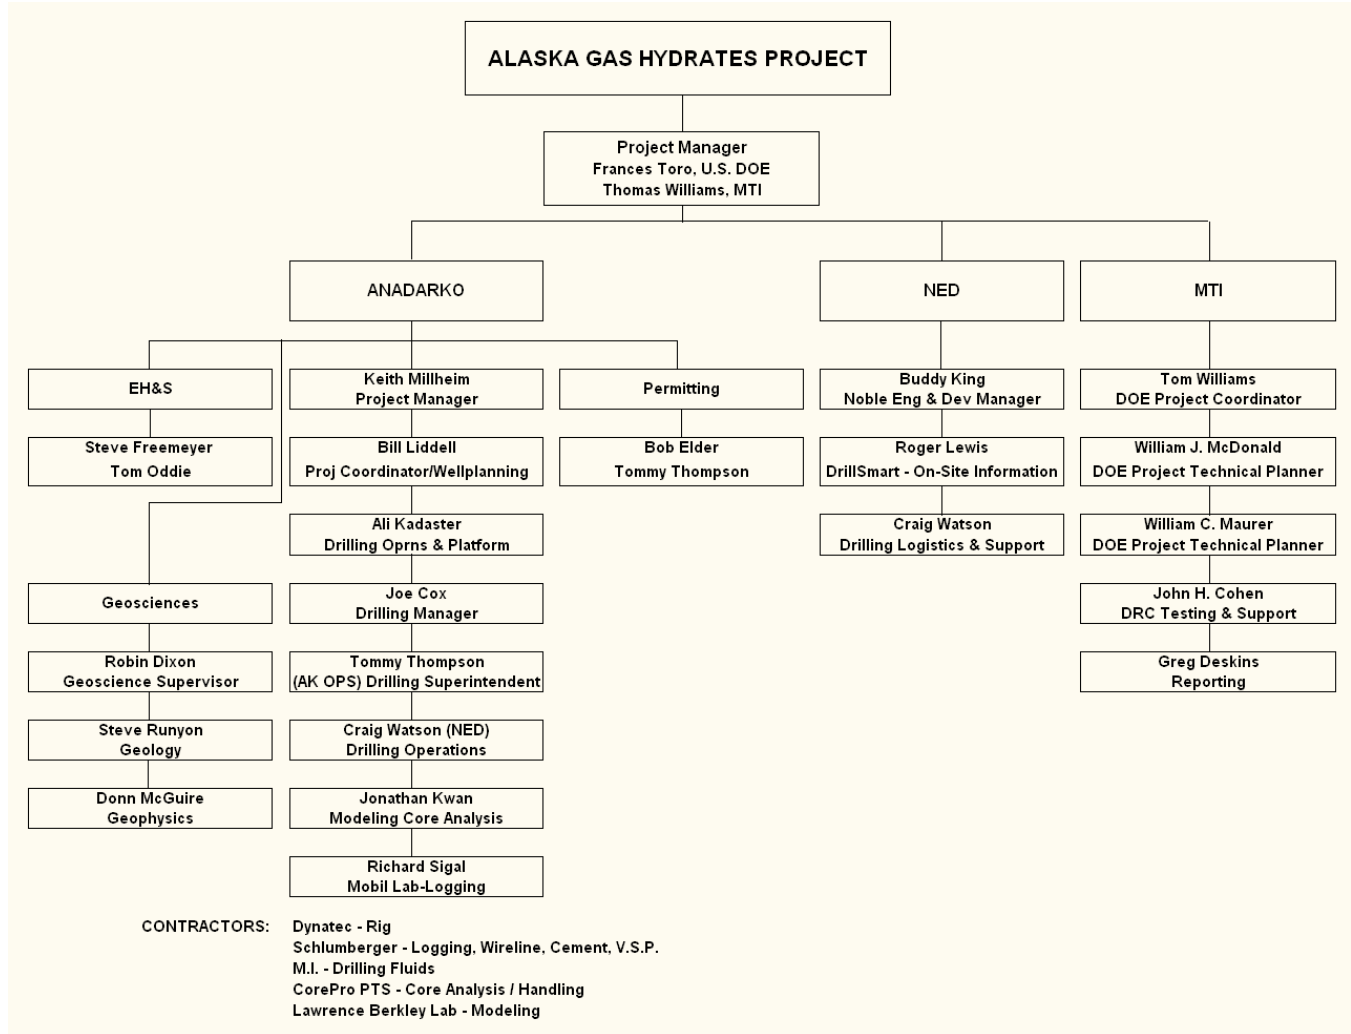 ALASKA GAS HYDRATES PROJECT
Project Manager
Frances Toro, U.S. DOE
Thomas Williams, MTI
ANADARKO
NED
MTI
EH&S
Steve Freemeyer
Tom Oddie
Geosciences
Robin Dixon
Geoscience Supervisor
Steve Runyon
Geology
Donn McGuire
Geophysics
Keith Millheim
Project Manager
Bill Liddell
Proj Coordinator/Wellplanning
Ali Kadaster
Drilling Oprns & Platform
Joe Cox
Drilling Manager
Tommy Thompson
(AK OPS) Drilling Superintendent
Craig Watson (NED)
Drilling Operations
Jonathan Kwan
Modeling Core Analysis
Richard Sigal
Mobil Lab-Logging
Permitting
Bob Elder
Tommy Thompson
Buddy King
Noble Eng & Dev Manager
Roger Lewis
DrillSmart - On-Site Information
Craig Watson
Drilling Logistics & Support
Tom Williams
DOE Project Coordinator
William J. McDonald
DOE Project Technical Planner
William C. Maurer
DOE Project Technical Planner
John H. Cohen
DRC Testing & Support
Greg Deskins
Reporting
CONTRACTORS: Dynatec - Rig
Schlumberger - Logging, Wireline, Cement, V.S.P.
M.I. - Drilling Fluids
CorePro PTS - Core Analysis / Handling
Lawrence Berkley Lab - Modeling